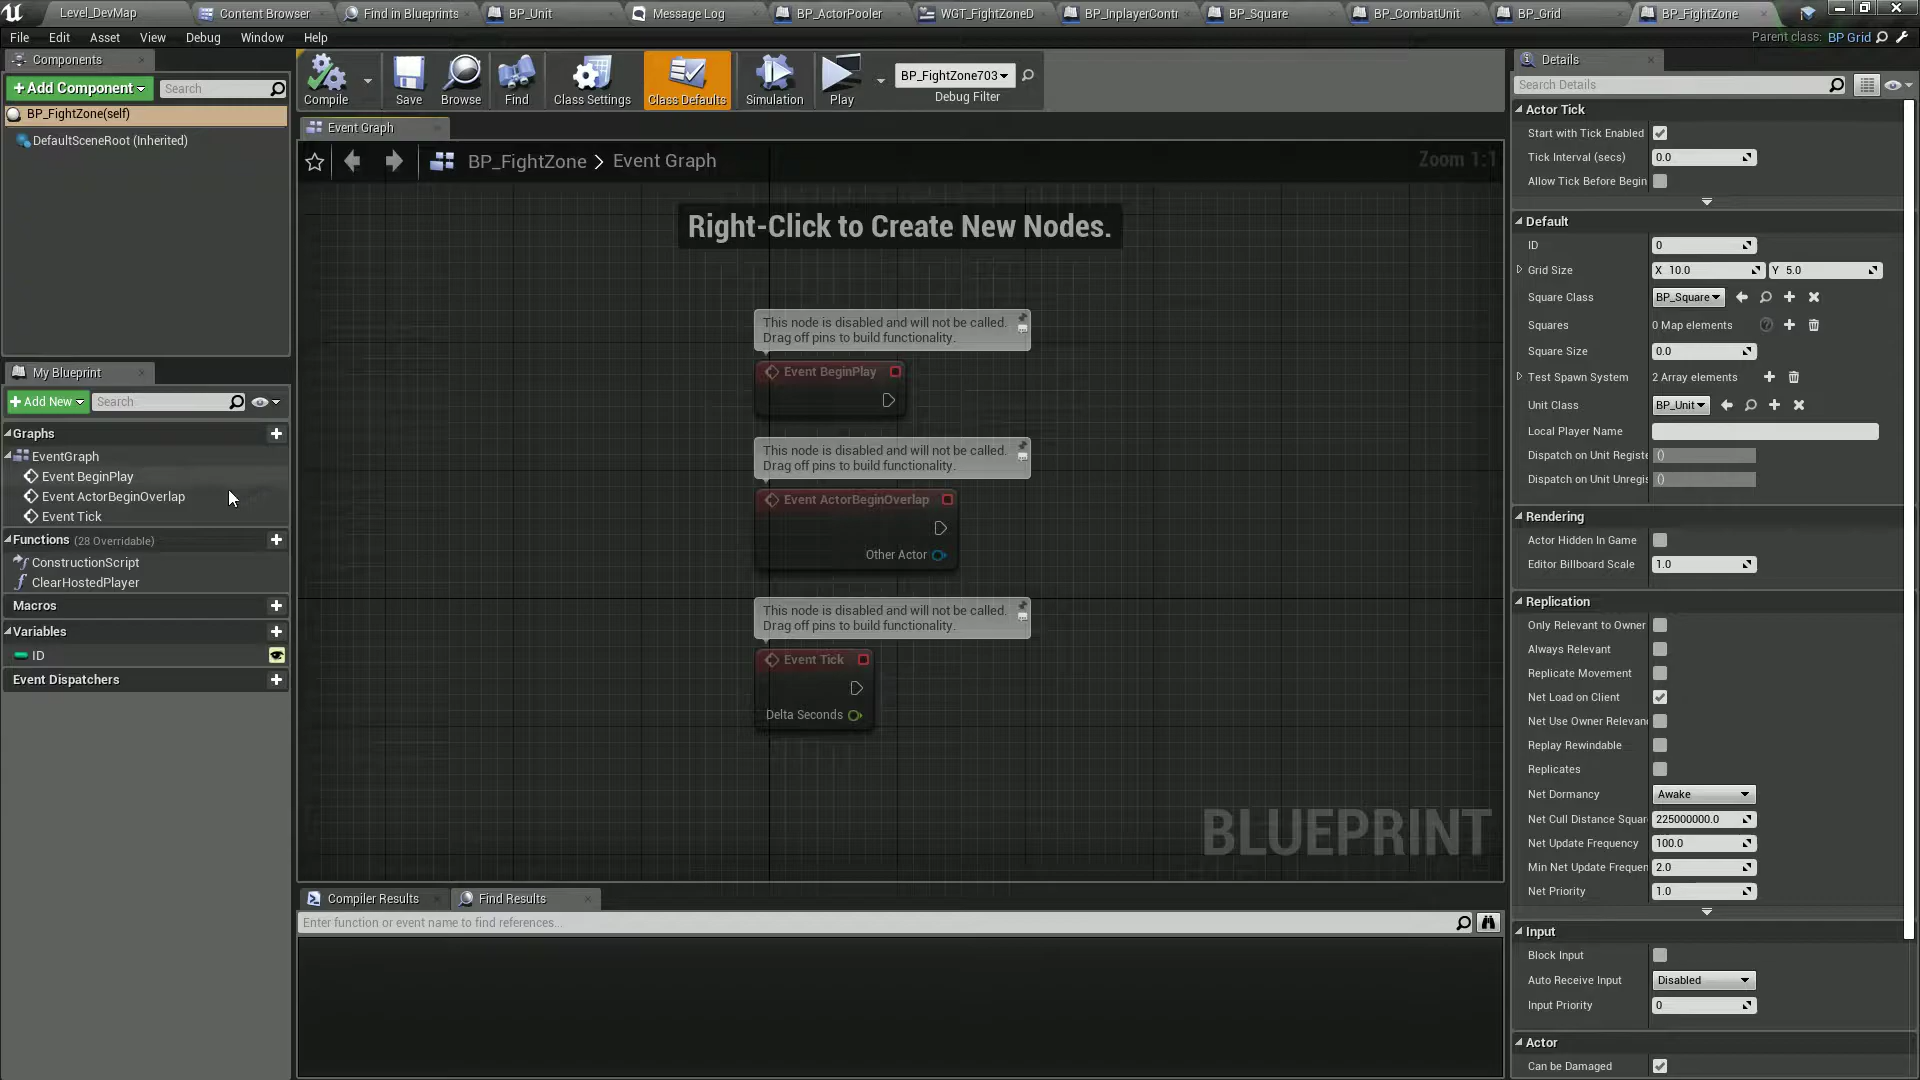 Level_DevMap
Content Browser
Find in Blueprints
BP_Unit
Message Log
BP_ActorPooler
WGT_FightZoneD
BP_InplayerContr
BP_Square
BP_CombatUnit
BP_Grid
BP_FightZone
File Edit Asset View Debug Window Help
Parent class: BP Grid
Components
+Add Component
Search
BP_FightZone(self)
DefaultSceneRoot (Inherited)
Compile
Save
Browse
Find
Class Settings
Class Defaults
Simulation
Play
BP_FightZone703
Debug Filter
Event Graph
BP_FightZone > Event Graph
Zoom 1:1
Right-Click to Create New Nodes.
This node is disabled and will not be called.
Drag off pins to build functionality.
Event BeginPlay
This node is disabled and will not be called.
Drag off pins to build functionality.
Event ActorBeginOverlap
Other Actor
This node is disabled and will not be called.
Drag off pins to build functionality.
Event Tick
Delta Seconds
BLUEPRINT
My Blueprint
+Add New
Search
Graphs
EventGraph
Event BeginPlay
Event ActorBeginOverlap
Event Tick
Functions (28 Overridable)
ConstructionScript
ClearHostedPlayer
Macros
Variables
ID
Event Dispatchers
Compiler Results
Find Results
Enter function or event name to find references...
Details
Search Details
Actor Tick
Start with Tick Enabled
Tick Interval (secs) 0.0
Allow Tick Before Begin
Default
ID 0
Grid Size X 10.0 Y 5.0
Square Class BP_Square
Squares 0 Map elements
Square Size 0.0
Test Spawn System 2 Array elements
Unit Class BP_Unit
Local Player Name
Dispatch on Unit Registe ()
Dispatch on Unit Unregis ()
Rendering
Actor Hidden In Game
Editor Billboard Scale 1.0
Replication
Only Relevant to Owner
Always Relevant
Replicate Movement
Net Load on Client
Net Use Owner Relevan
Replay Rewindable
Replicates
Net Dormancy Awake
Net Cull Distance Squar 225000000.0
Net Update Frequency 100.0
Min Net Update Frequen 2.0
Net Priority 1.0
Input
Block Input
Auto Receive Input Disabled
Input Priority 0
Actor
Can be Damaged